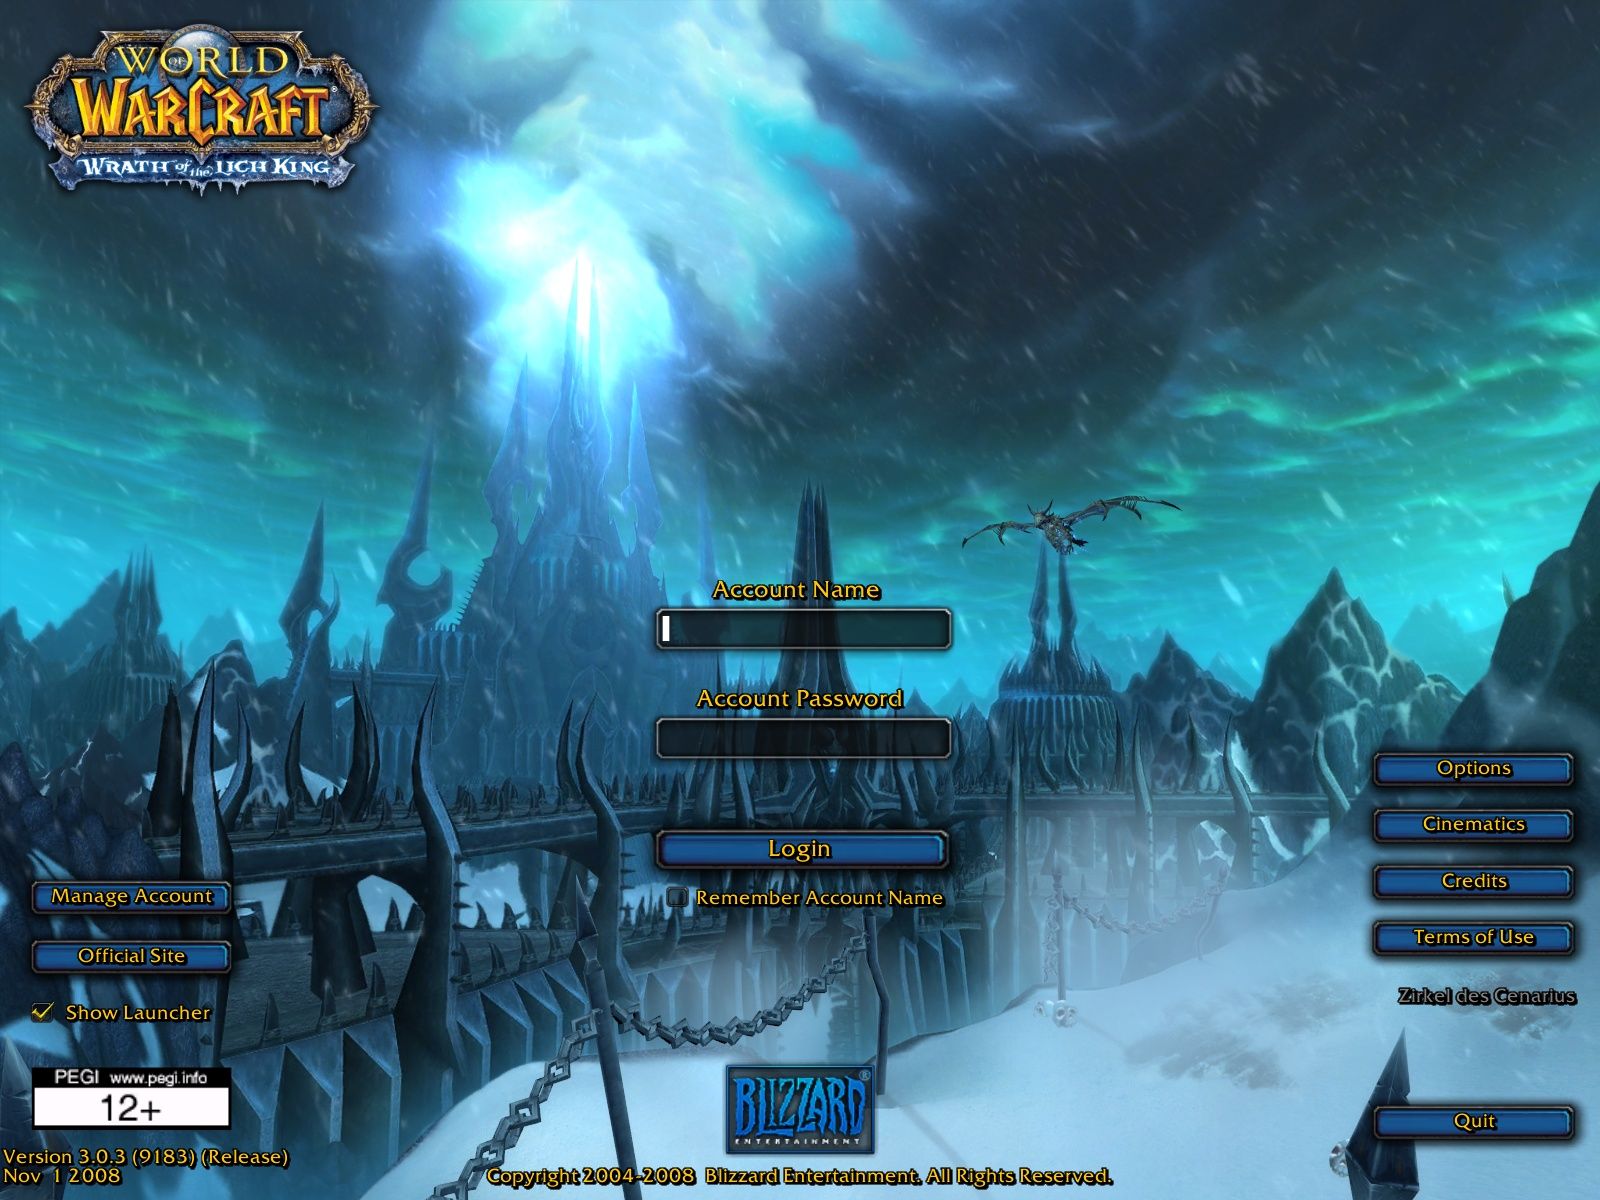 WORLD OF
WARCRAFT®
WRATH of the LICH KING
Account Name
Account Password
Login
Remember Account Name
Manage Account
Official Site
Show Launcher
Options
Cinematics
Credits
Terms of Use
Zirkel des Cenarius
PEGI www.pegi.info
12+
BLIZZARD®
ENTERTAINMENT
Quit
Version 3.0.3 (9183) (Release)
Nov 1 2008
Copyright 2004-2008 Blizzard Entertainment. All Rights Reserved.